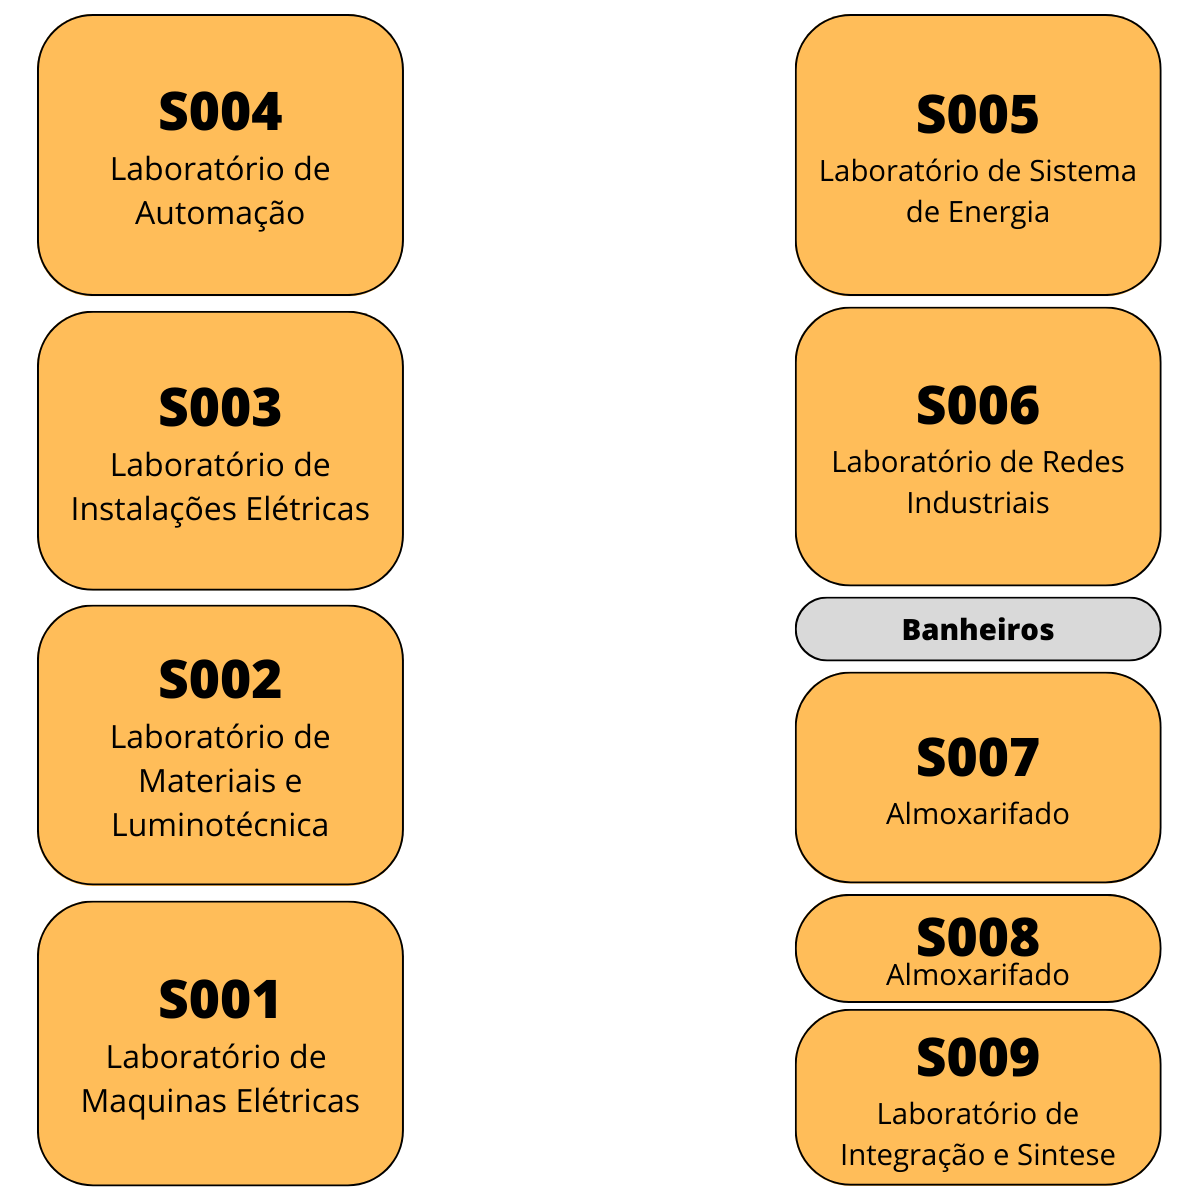 S004
Laboratório de
Automação
S003
Laboratório de
Instalações Elétricas
S002
Laboratório de
Materiais e
Luminotécnica
S001
Laboratório de
Maquinas Elétricas
S005
Laboratório de Sistema
de Energia
S006
Laboratório de Redes
Industriais
Banheiros
S007
Almoxarifado
S008
Almoxarifado
S009
Laboratório de
Integração e Sintese